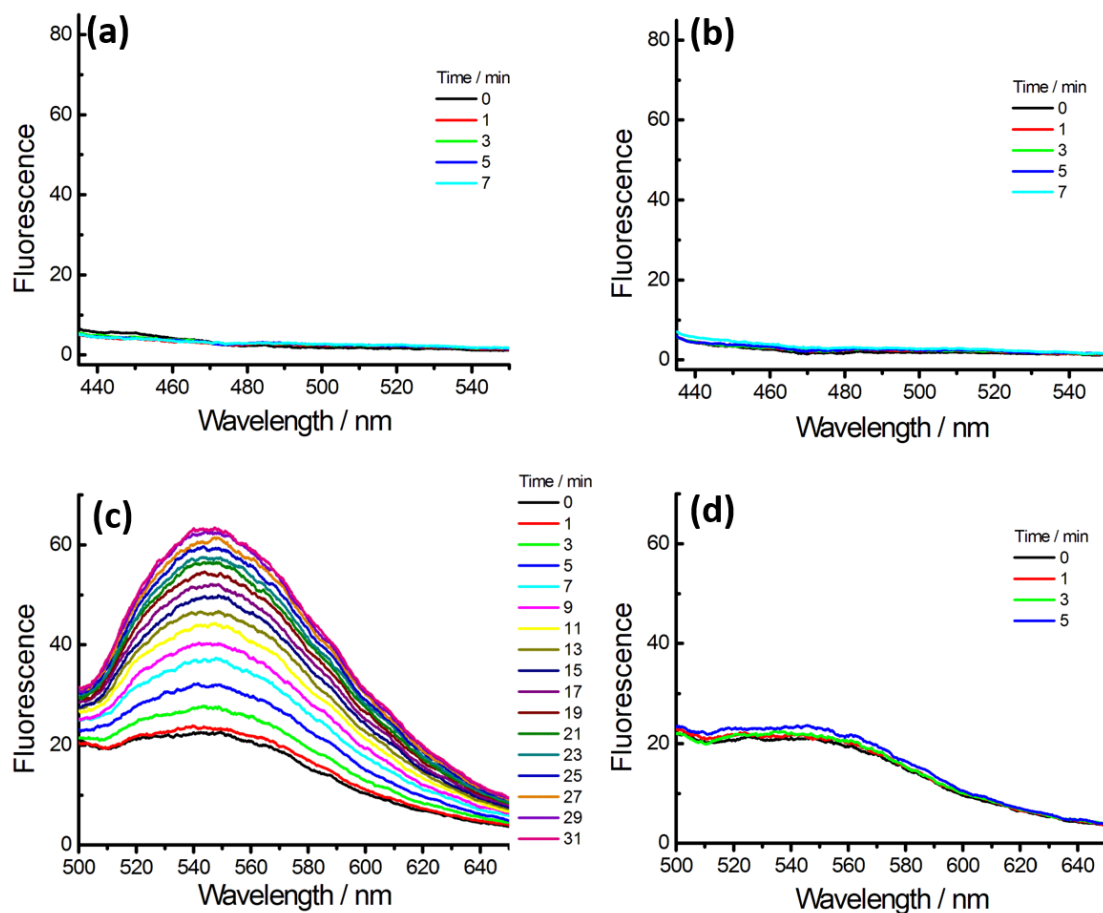 (a)
Time / min
0
1
3
5
7
80
60
40
20
0
Fluorescence
440 460 480 500 520 540
Wavelength / nm
(b)
Time / min
0
1
3
5
7
80
60
40
20
0
Fluorescence
440 460 480 500 520 540
Wavelength / nm
(c)
Time / min
0
1
3
5
7
9
11
13
15
17
19
21
23
25
27
29
31
60
40
20
0
Fluorescence
500 520 540 560 580 600 620 640
Wavelength / nm
(d)
Time / min
0
1
3
5
60
40
20
0
Fluorescence
500 520 540 560 580 600 620 640
Wavelength / nm